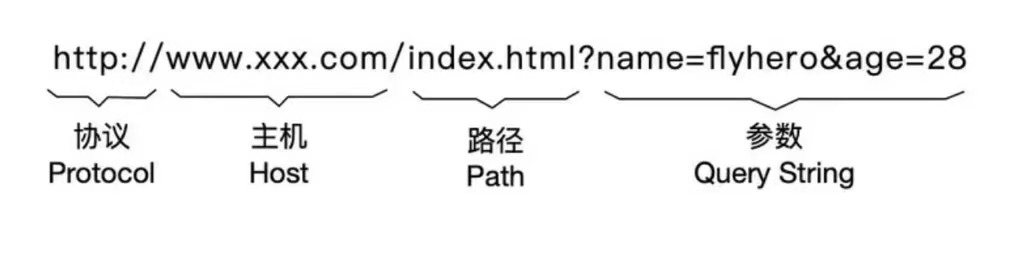 http://www.xxx.com/index.html?name=flyhero&age=28
协议 主机 路径 参数
Protocol Host Path Query String